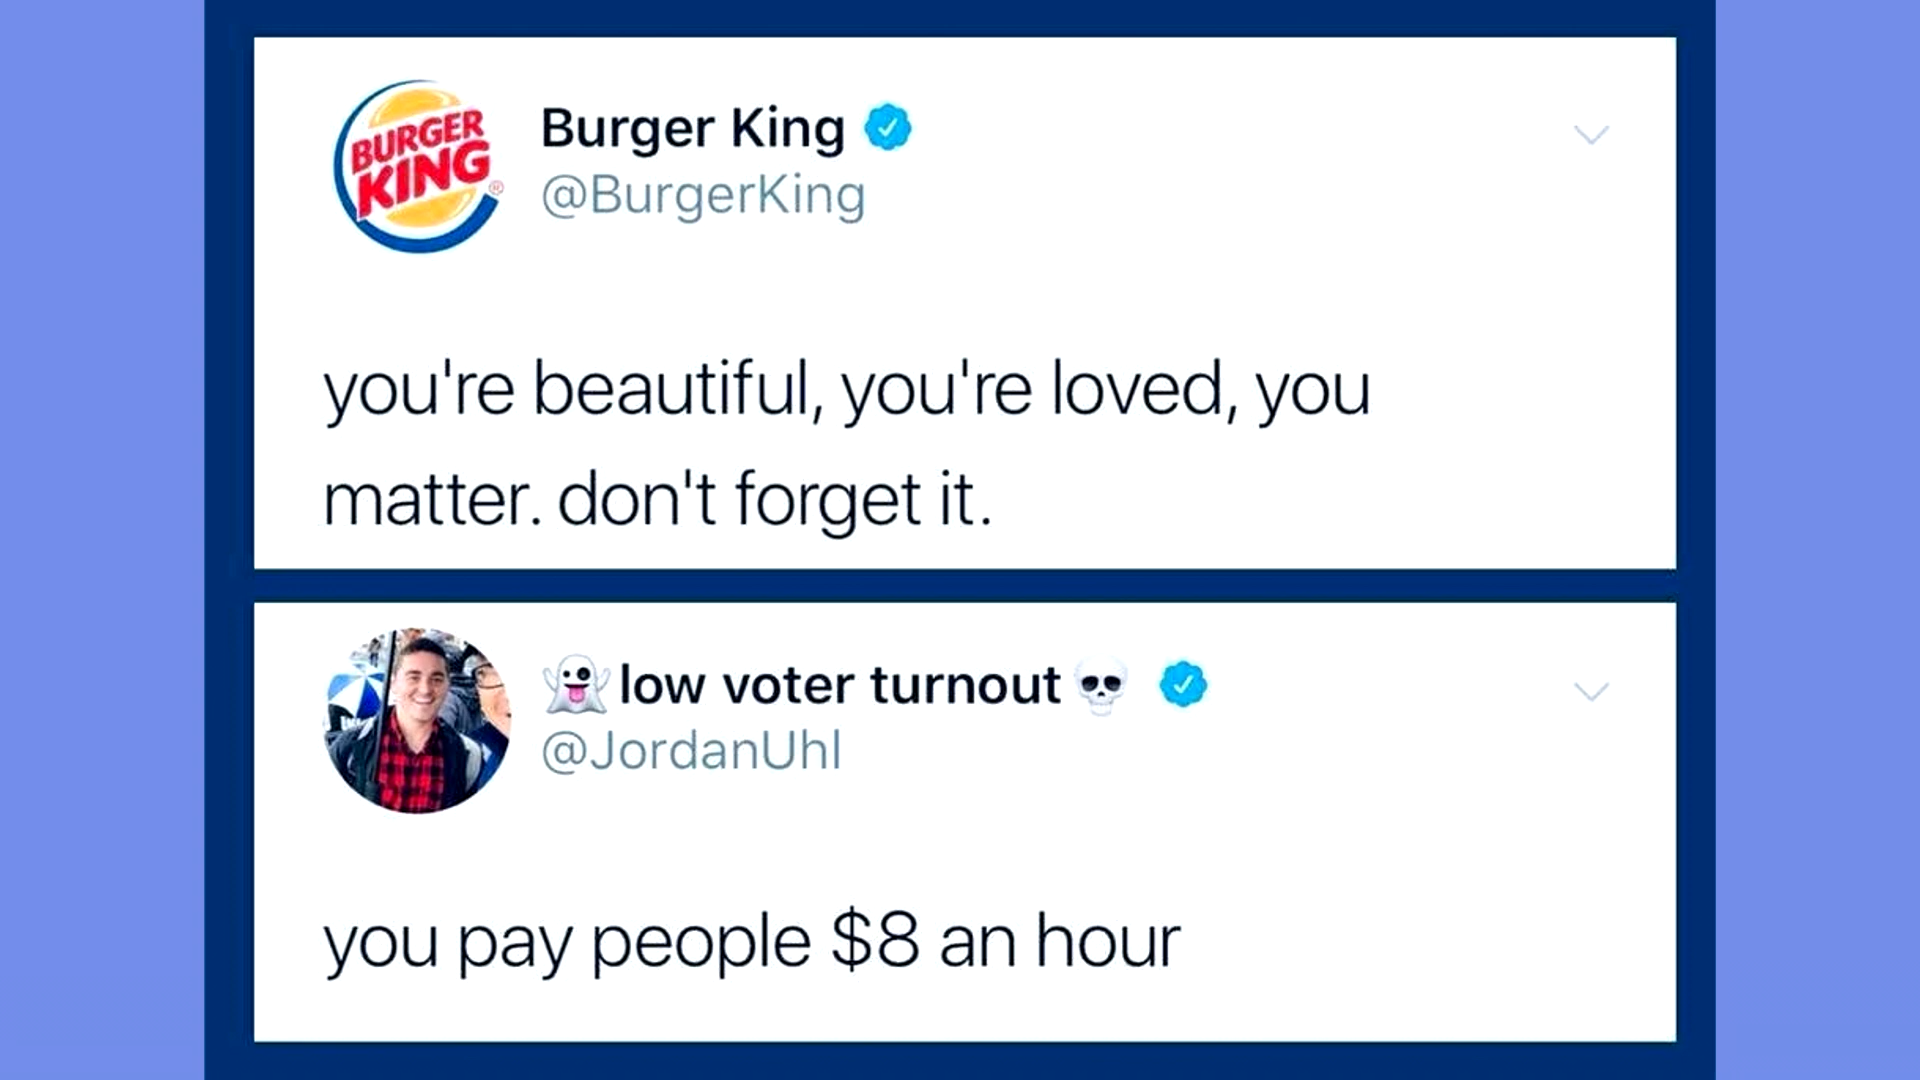 BURGER
KING®
Burger King
@BurgerKing
you're beautiful, you're loved, you
matter. don't forget it.
👻low voter turnout💀
@JordanUhl
you pay people $8 an hour